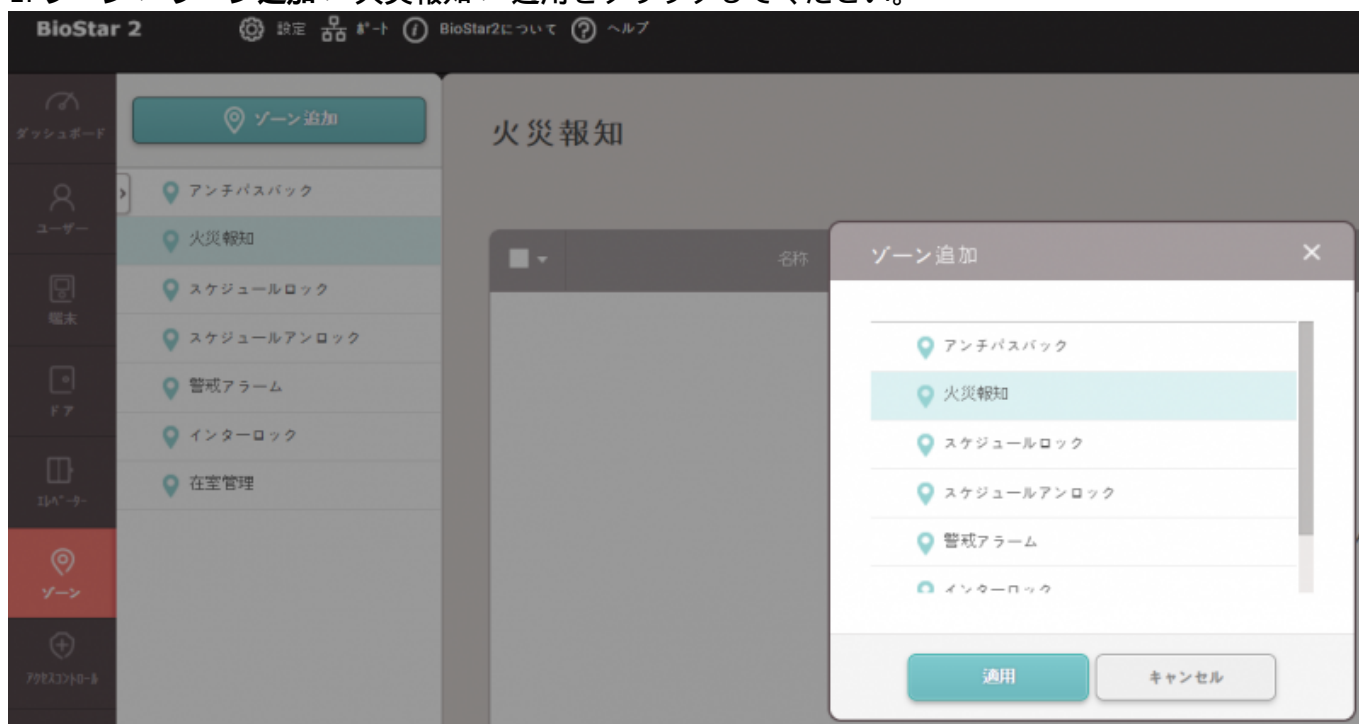 BioStar 2 設定 ﾎﾟｰﾄ BioStar2について ヘルプ
ダッシュボード
ユーザー
端末
ドア
ｴﾚﾍﾞｰﾀｰ
ゾーン
ｱｸｾｽｺﾝﾄﾛｰﾙ
ゾーン追加
アンチパスバック
火災報知
スケジュールロック
スケジュールアンロック
警戒アラーム
インターロック
在室管理
火災報知
名称
ゾーン追加
アンチパスバック
火災報知
スケジュールロック
スケジュールアンロック
警戒アラーム
インターロック
適用 キャンセル